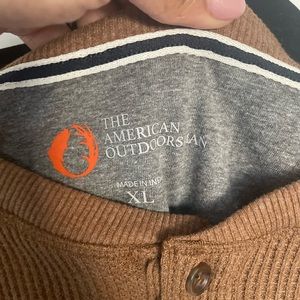 THE
AMERICAN
OUTDOORSMAN
MADE IN
XL